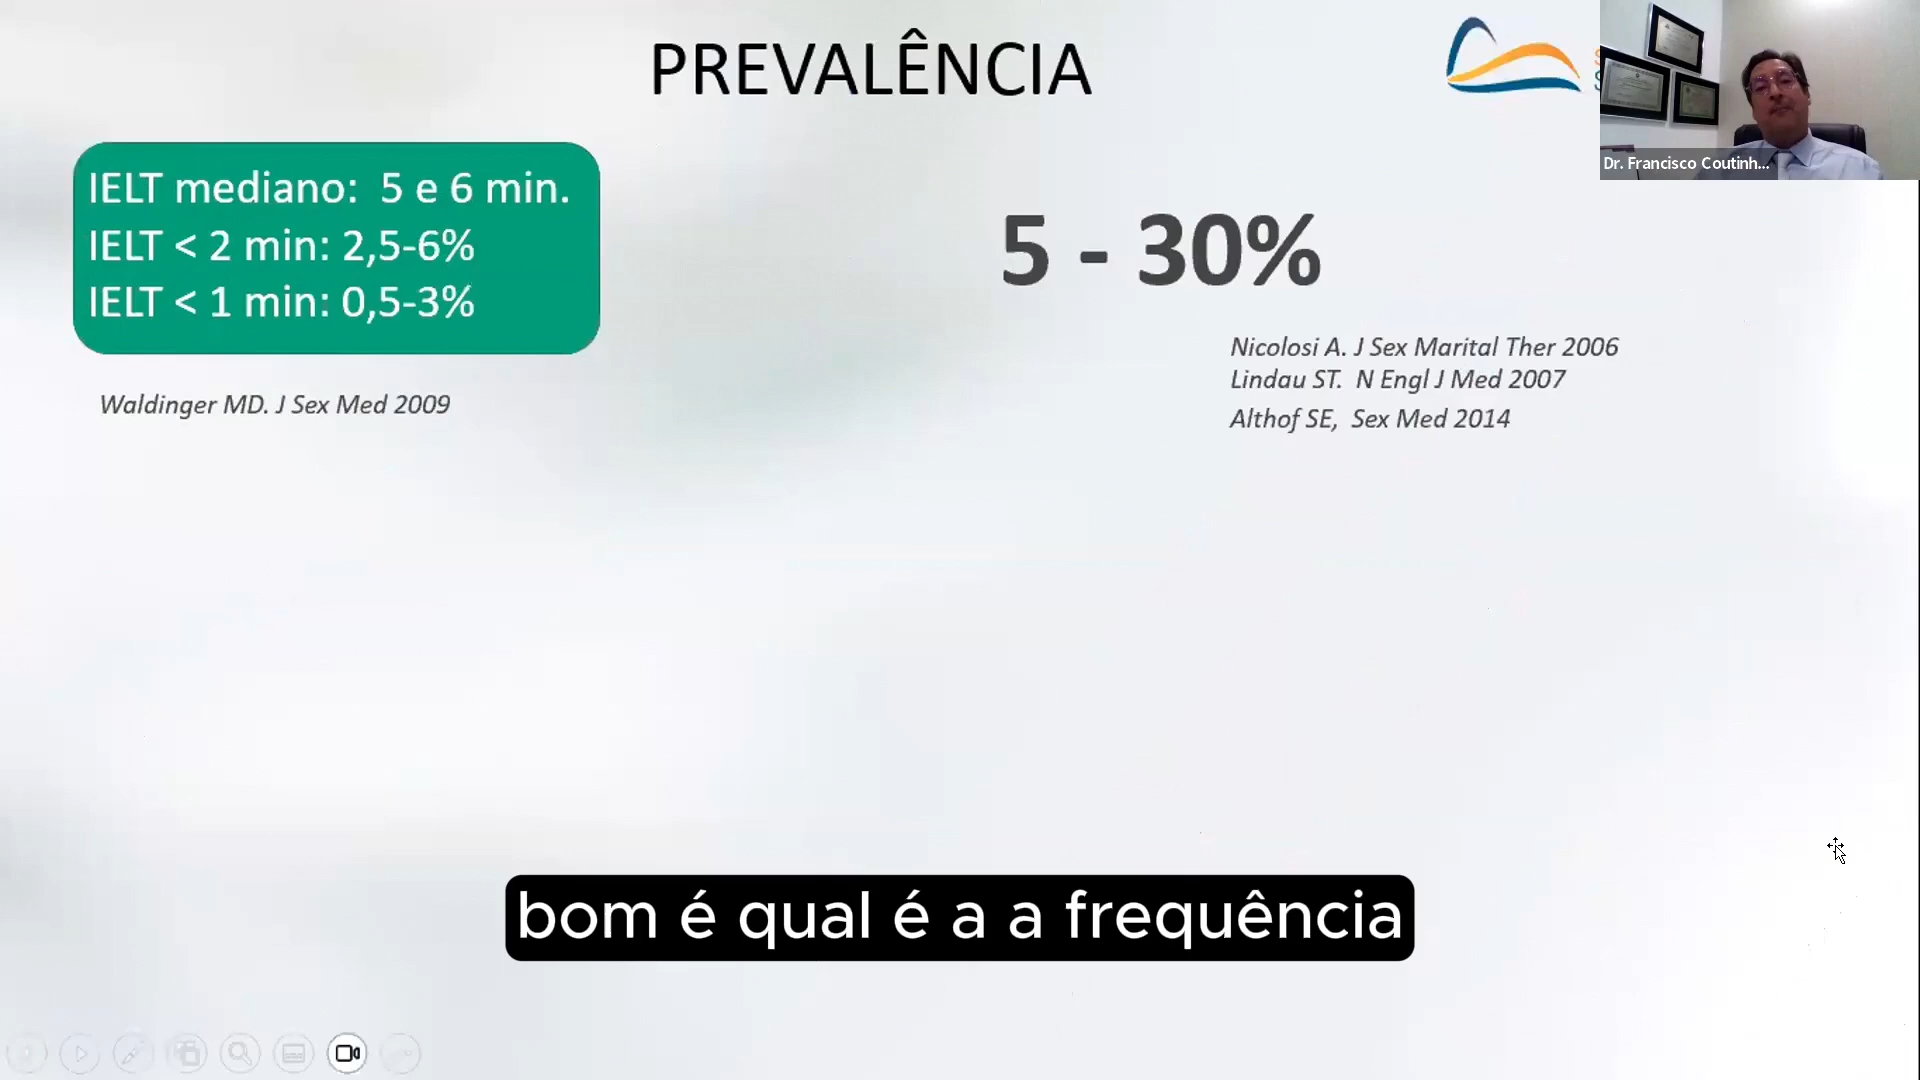 PREVALÊNCIA
IELT mediano: 5 e 6 min.
IELT < 2 min: 2,5-6%
IELT < 1 min: 0,5-3%
Waldinger MD. J Sex Med 2009
5 - 30%
Nicolosi A. J Sex Marital Ther 2006
Lindau ST. N Engl J Med 2007
Althof SE, Sex Med 2014
Dr. Francisco Coutinh...
bom é qual é a a frequência